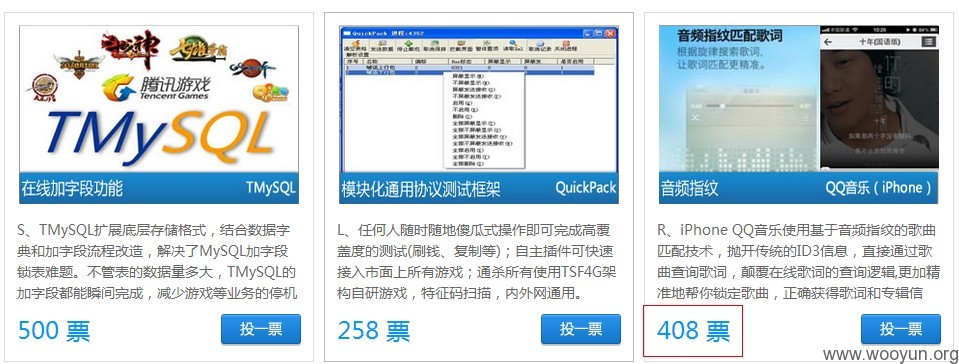 腾讯游戏
Tencent Games
TMySQL
在线加字段功能 TMySQL
S、TMySQL扩展底层存储格式，结合数据字
典和加字段流程改造，解决了MySQL加字段
锁表难题。不管表的数据量多大，TMySQL的
加字段都能瞬间完成，减少游戏等业务的停机
500 票
投一票
QuickPack 进程:4352
模块化通用协议测试框架 QuickPack
L、任何人随时随地傻瓜式操作即可完成高覆
盖度的测试(刷钱、复制等)；自主插件可快速
接入市面上所有游戏；通杀所有使用TSF4G架
构自研游戏，特征码扫描，内外网通用。
258 票
投一票
音频指纹匹配歌词
根据旋律搜索歌词，
让歌词匹配更精准。
10:26
十年(国语版)
如果那两个字没有颤抖
音频指纹 QQ音乐（iPhone）
R、iPhone QQ音乐使用基于音频指纹的歌曲
匹配技术，抛开传统的ID3信息，直接通过歌
曲查询歌词，颠覆在线歌词的查询逻辑,更加精
准地帮你锁定歌曲，正确获得歌词和专辑信
408 票
投一票
www.wooyun.org